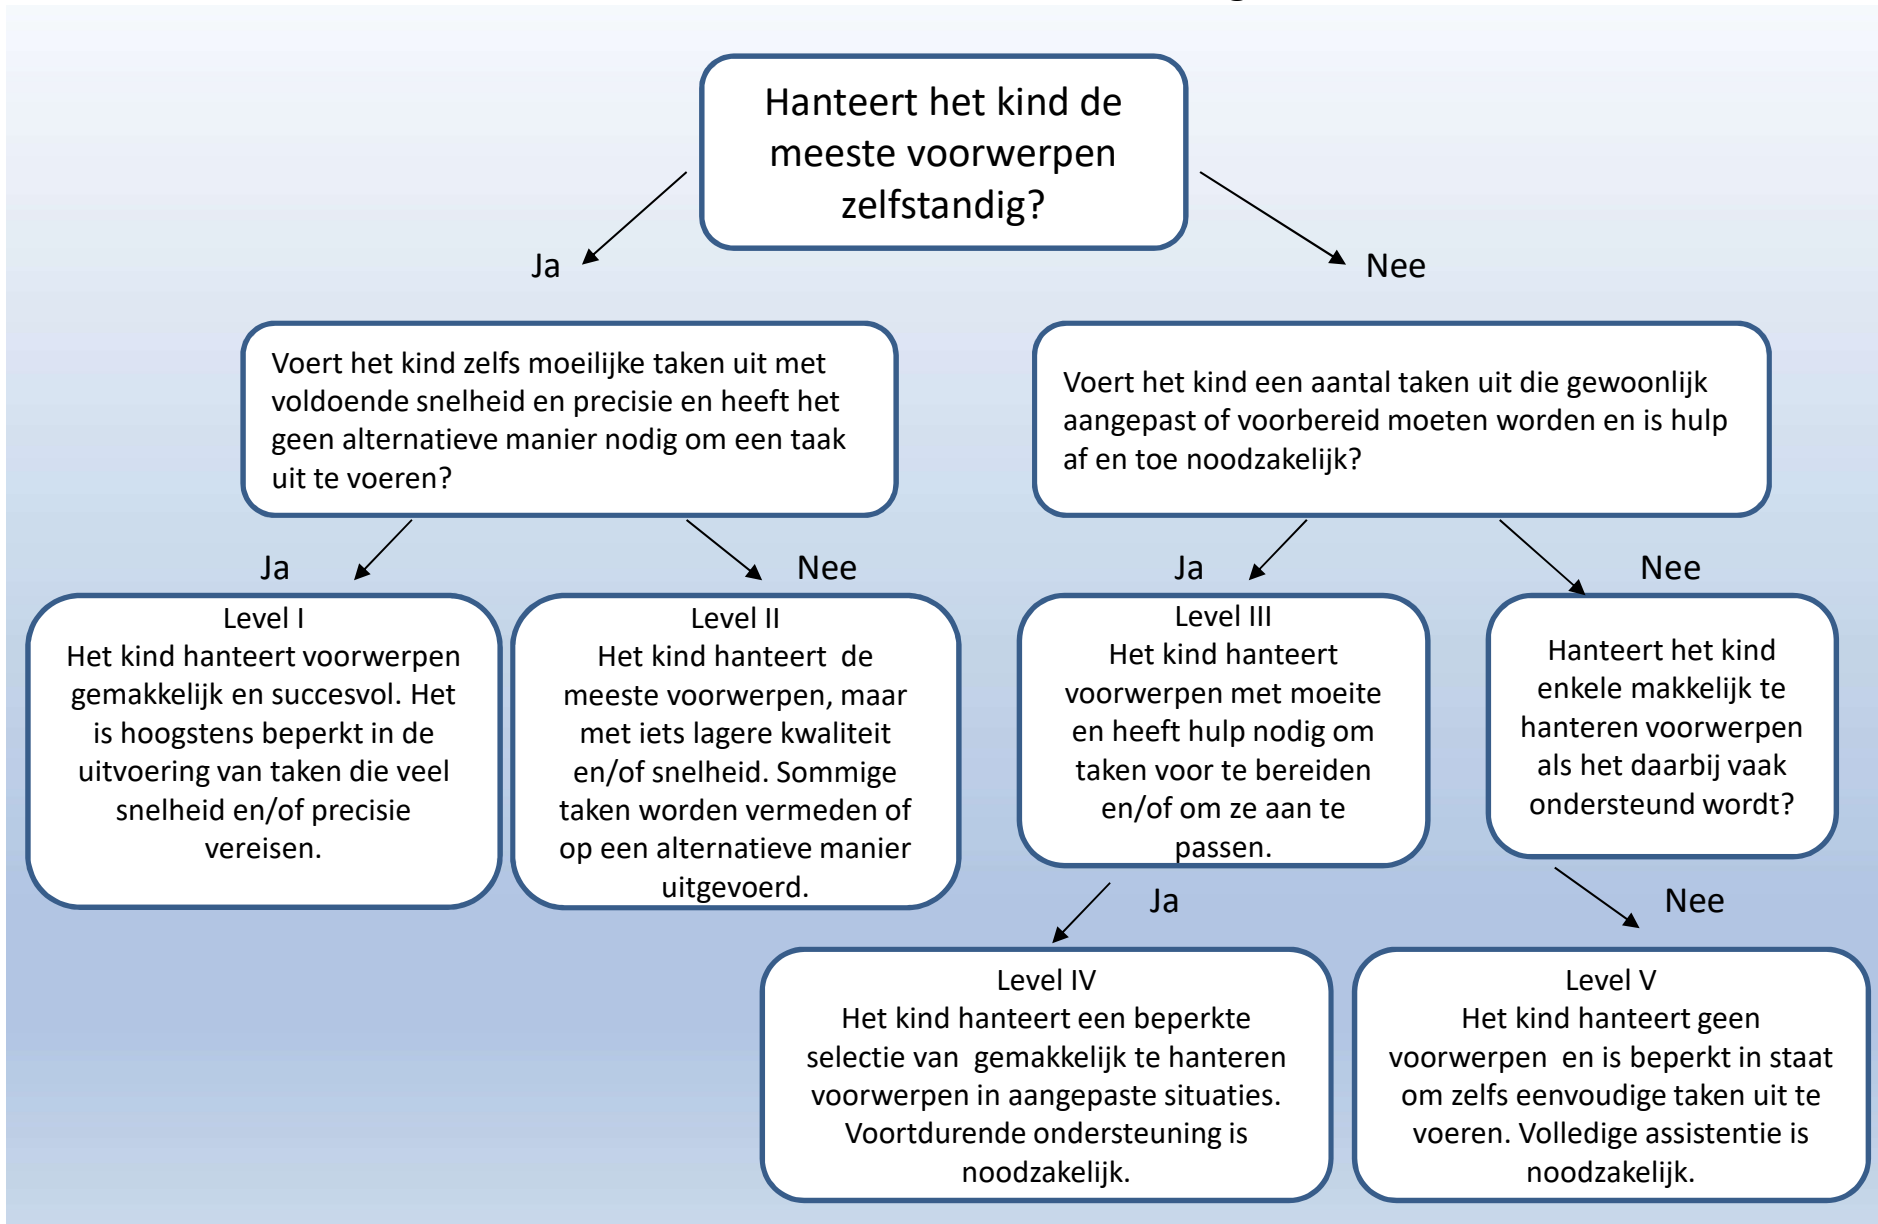 Hanteert het kind de
meeste voorwerpen
zelfstandig?
Ja
Nee
Voert het kind zelfs moeilijke taken uit met
voldoende snelheid en precisie en heeft het
geen alternatieve manier nodig om een taak
uit te voeren?
Voert het kind een aantal taken uit die gewoonlijk
aangepast of voorbereid moeten worden en is hulp
af en toe noodzakelijk?
Ja
Nee
Ja
Nee
Level I
Het kind hanteert voorwerpen
gemakkelijk en succesvol. Het
is hoogstens beperkt in de
uitvoering van taken die veel
snelheid en/of precisie
vereisen.
Level II
Het kind hanteert de
meeste voorwerpen, maar
met iets lagere kwaliteit
en/of snelheid. Sommige
taken worden vermeden of
op een alternatieve manier
uitgevoerd.
Level III
Het kind hanteert
voorwerpen met moeite
en heeft hulp nodig om
taken voor te bereiden
en/of om ze aan te
passen.
Hanteert het kind
enkele makkelijk te
hanteren voorwerpen
als het daarbij vaak
ondersteund wordt?
Ja
Nee
Level IV
Het kind hanteert een beperkte
selectie van gemakkelijk te hanteren
voorwerpen in aangepaste situaties.
Voortdurende ondersteuning is
noodzakelijk.
Level V
Het kind hanteert geen
voorwerpen en is beperkt in staat
om zelfs eenvoudige taken uit te
voeren. Volledige assistentie is
noodzakelijk.